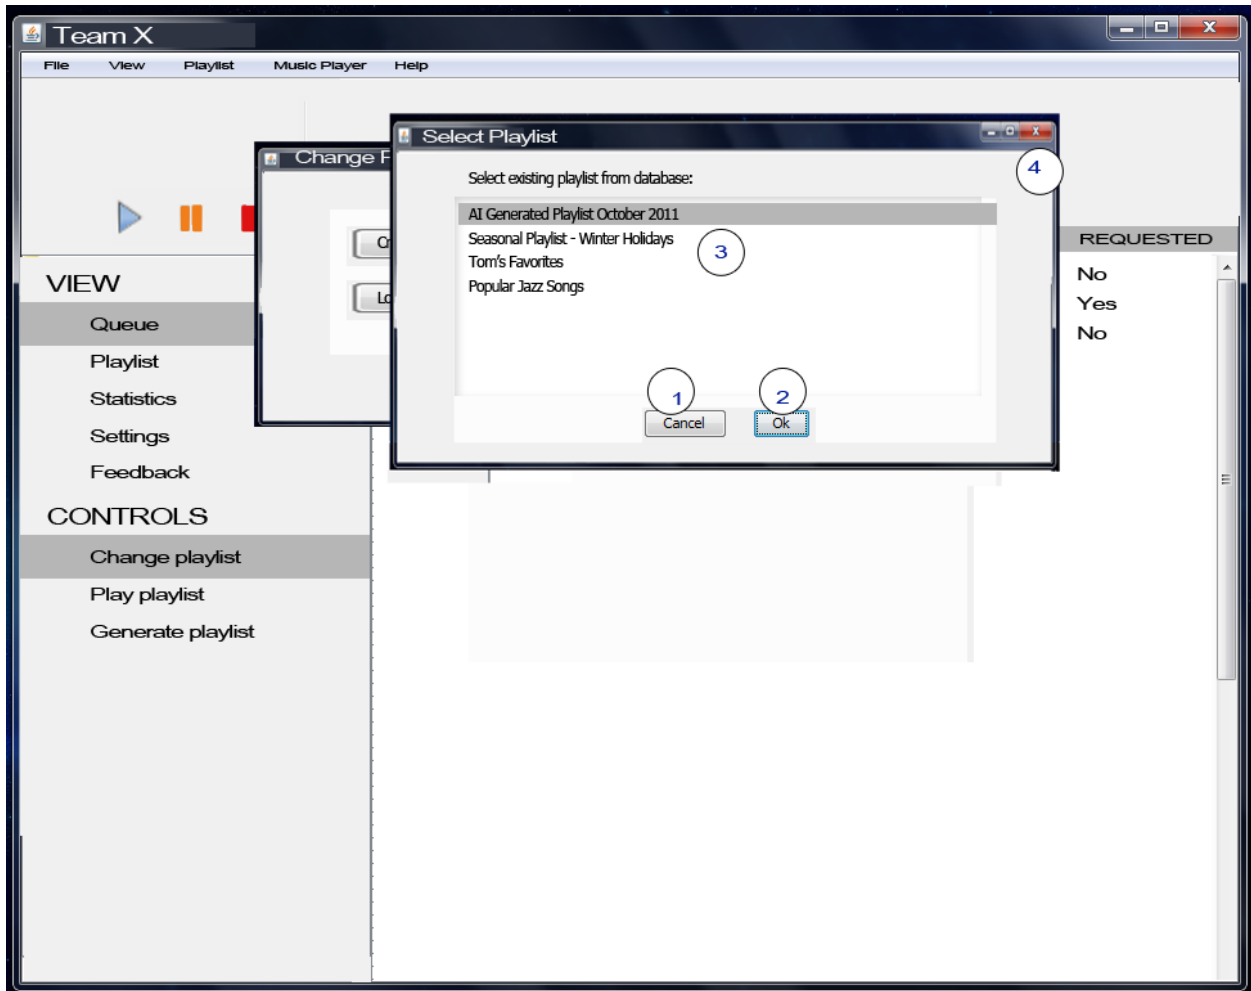 Team X
File View Playlist Music Player Help
Select Playlist
Change P
Select existing playlist from database:
4
AI Generated Playlist October 2011
Seasonal Playlist - Winter Holidays
3
Tom's Favorites
Popular Jazz Songs
1
2
Cancel
Ok
REQUESTED
No
Yes
No
VIEW
Queue
Playlist
Statistics
Settings
Feedback
CONTROLS
Change playlist
Play playlist
Generate playlist